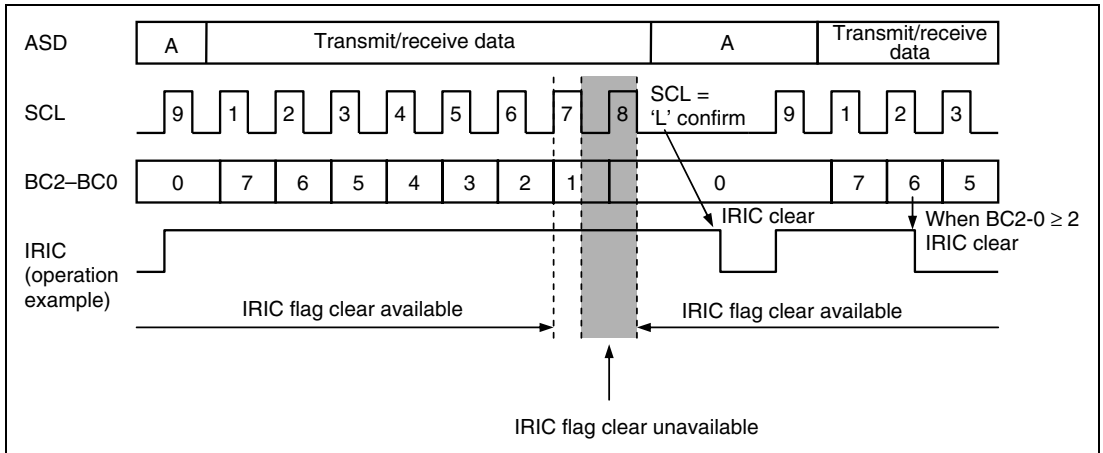 ASD
A
Transmit/receive data
A
Transmit/receive
data
SCL
9 1 2 3 4 5 6 7 8
SCL =
‘L’ confirm
9 1 2 3
BC2–BC0
0 7 6 5 4 3 2 1 0 7 6 5
IRIC
(operation
example)
IRIC clear
When BC2-0 ≥ 2
IRIC clear
IRIC flag clear available
IRIC flag clear available
IRIC flag clear unavailable